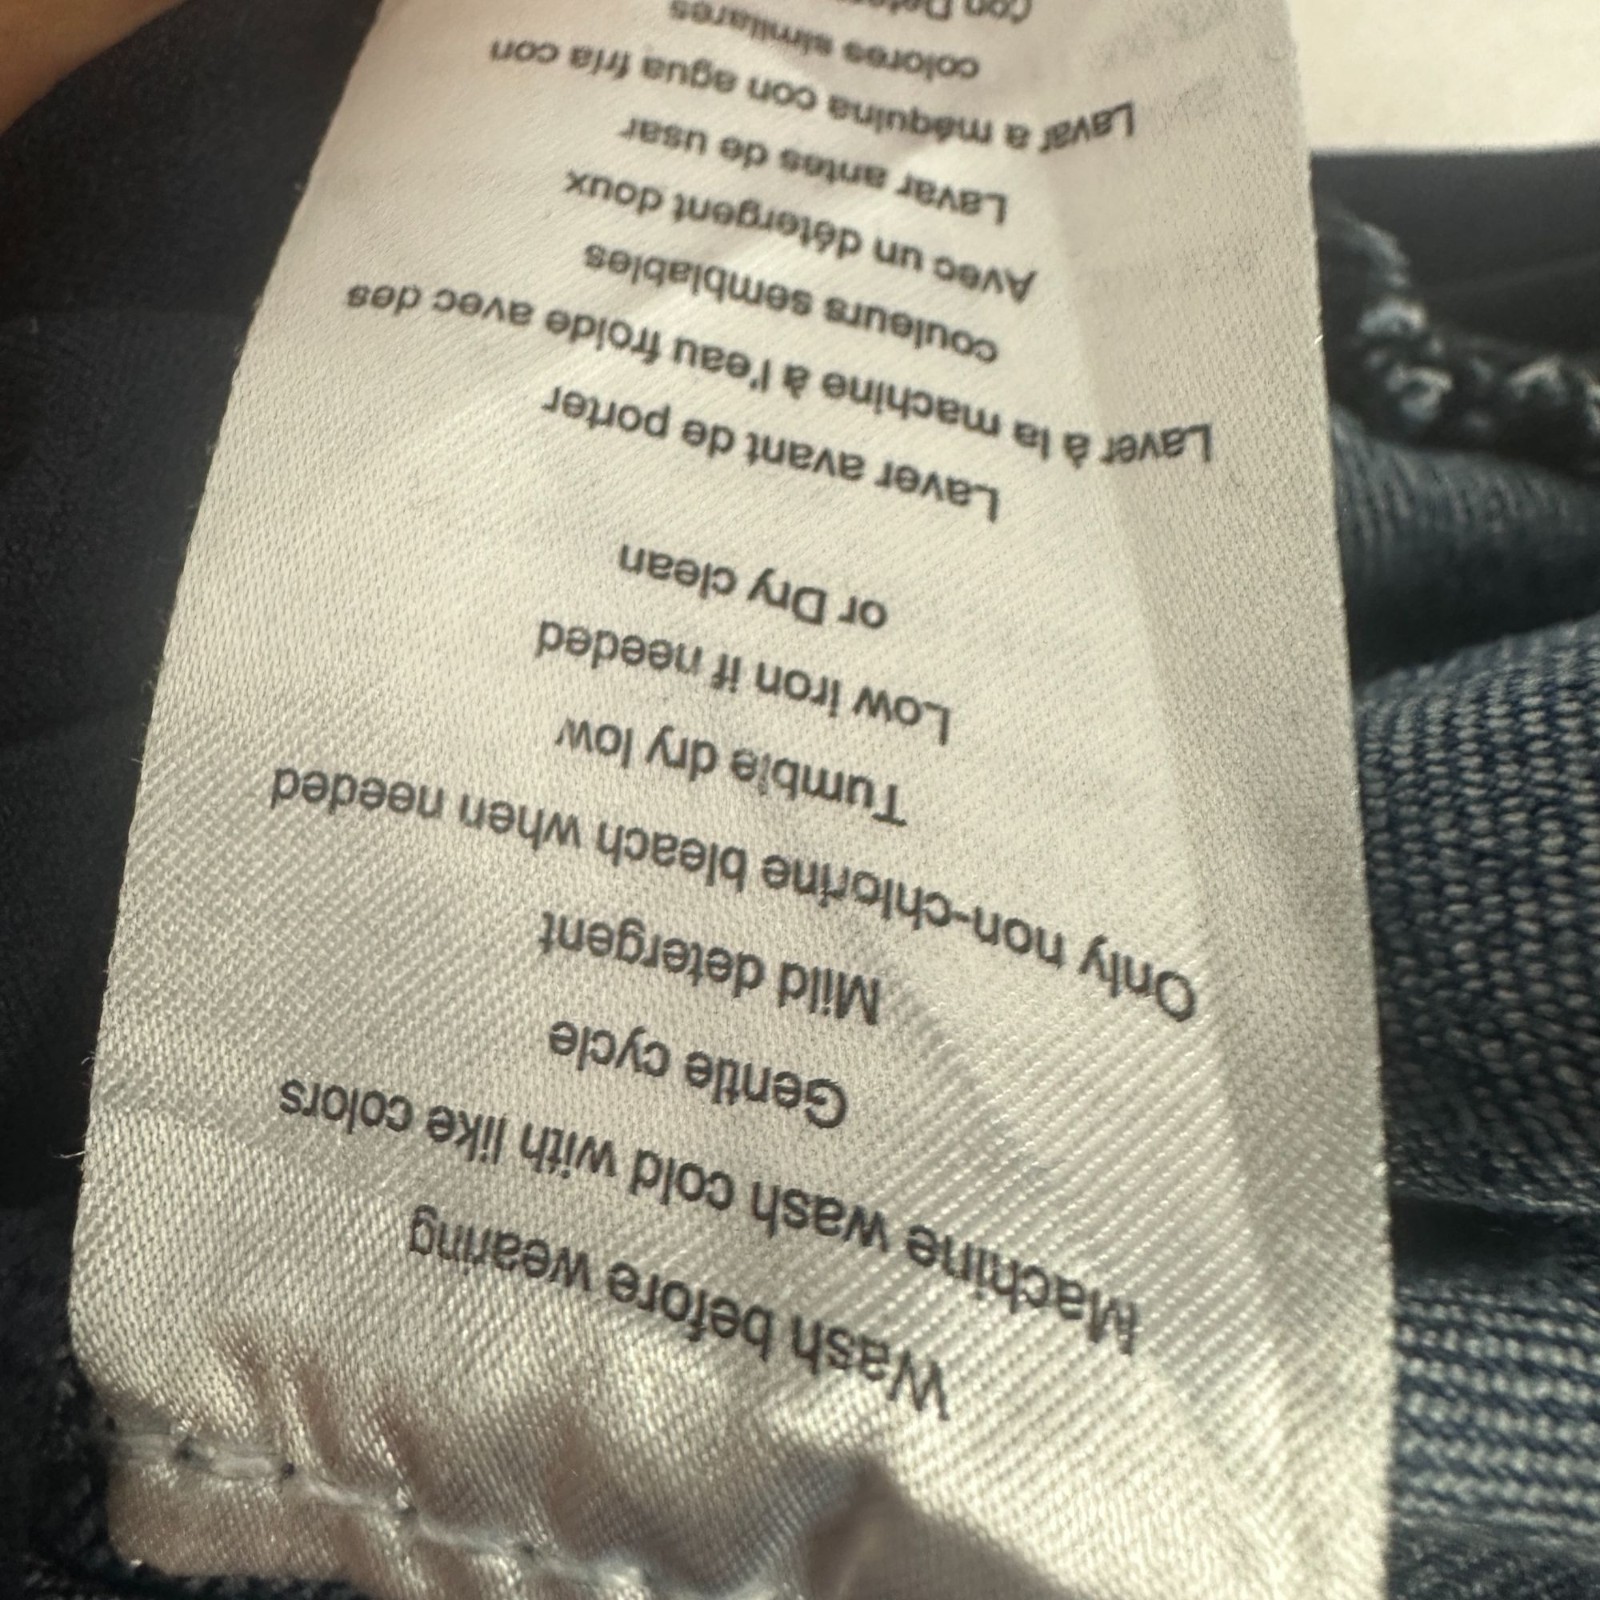 Wash before wearing
Machine wash cold with like colors
Gentle cycle
Mild detergent
Only non-chlorine bleach when needed
Tumble dry low
Low iron if needed
or Dry clean
Laver avant de porter
Laver à la machine à l'eau froide avec des
couleurs semblables
Avec un détergent doux
Lavar antes de usar
Lavar a máquina con agua fría con
colores similares
Con